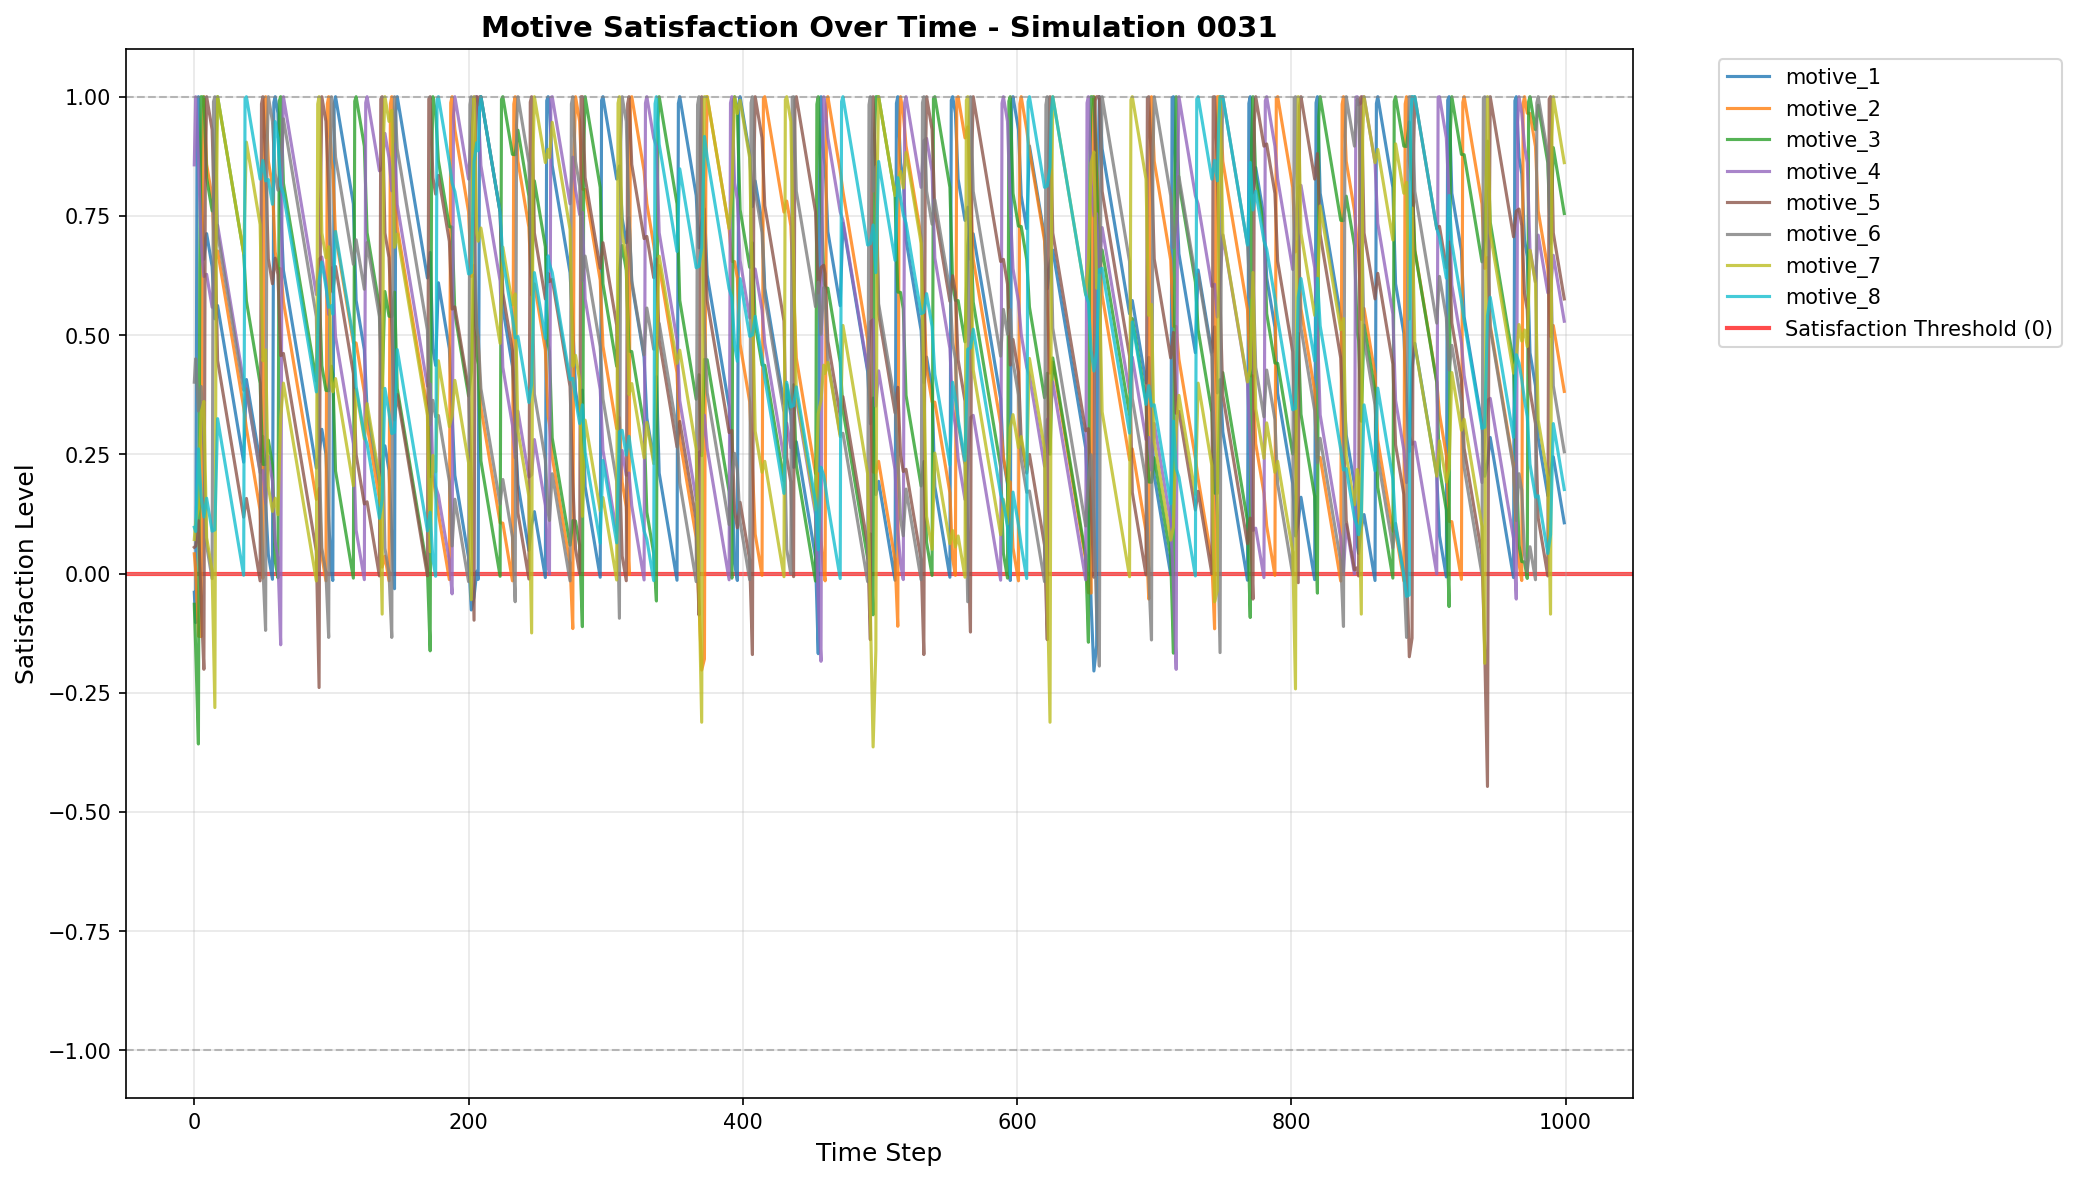 Motive Satisfaction Over Time - Simulation 0031
1.00
0.75
0.50
0.25
0.00
−0.25
−0.50
−0.75
−1.00
Satisfaction Level
0
200
400
600
800
1000
Time Step
motive_1
motive_2
motive_3
motive_4
motive_5
motive_6
motive_7
motive_8
Satisfaction Threshold (0)